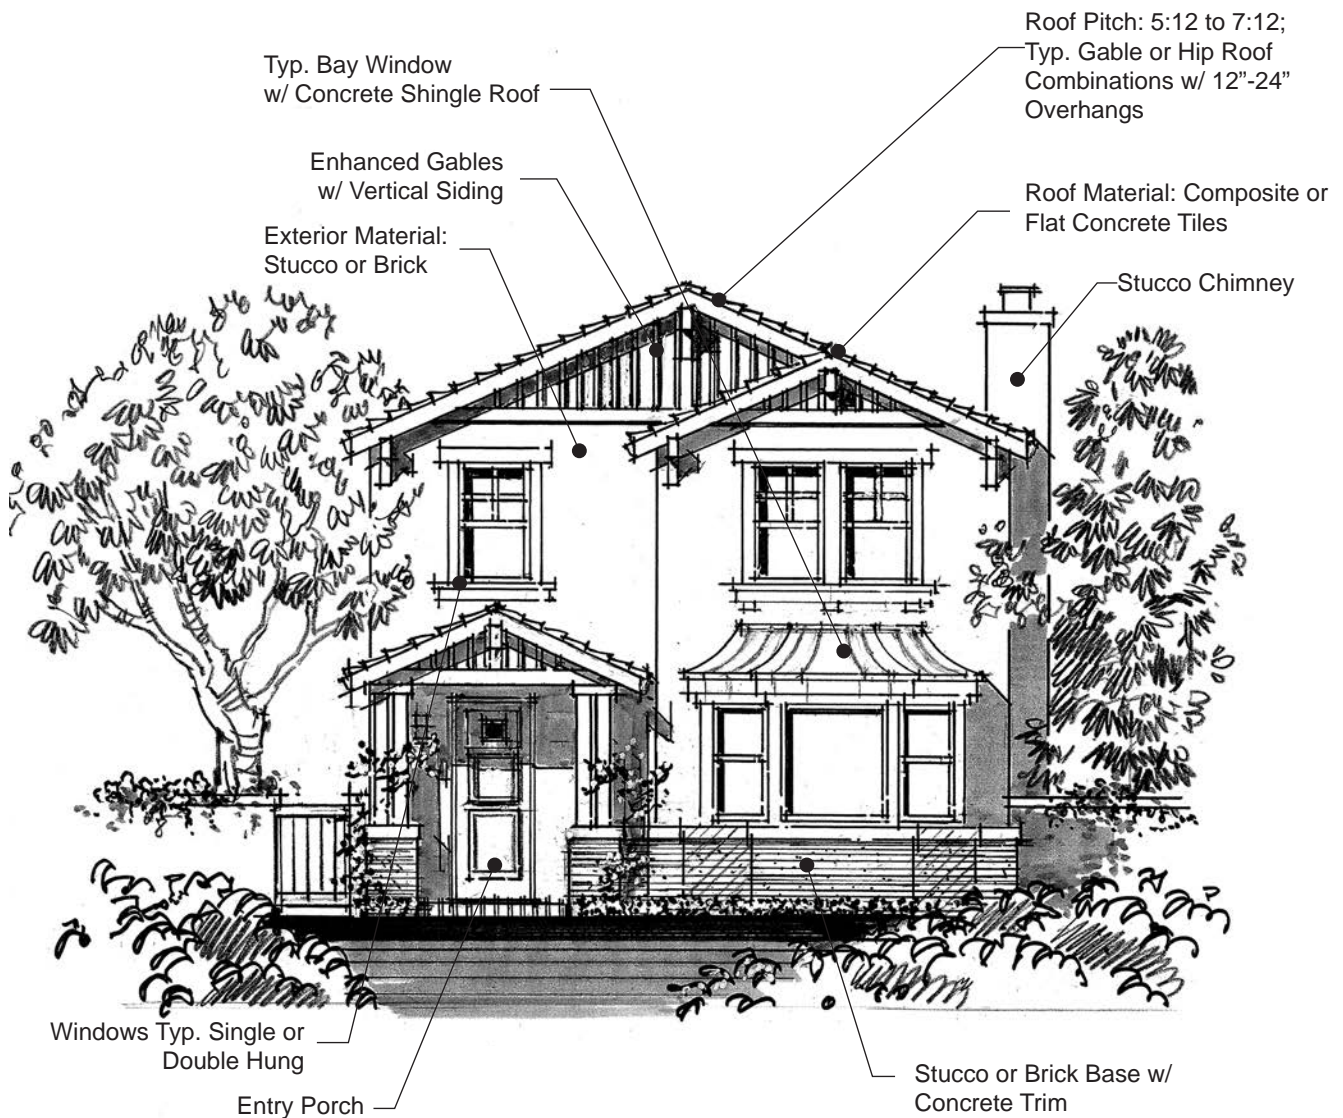 Roof Pitch: 5:12 to 7:12;
Typ. Gable or Hip Roof
Combinations w/ 12”-24”
Overhangs
Typ. Bay Window
w/ Concrete Shingle Roof
Enhanced Gables
w/ Vertical Siding
Roof Material: Composite or
Flat Concrete Tiles
Exterior Material:
Stucco or Brick
Stucco Chimney
Windows Typ. Single or
Double Hung
Entry Porch
Stucco or Brick Base w/
Concrete Trim